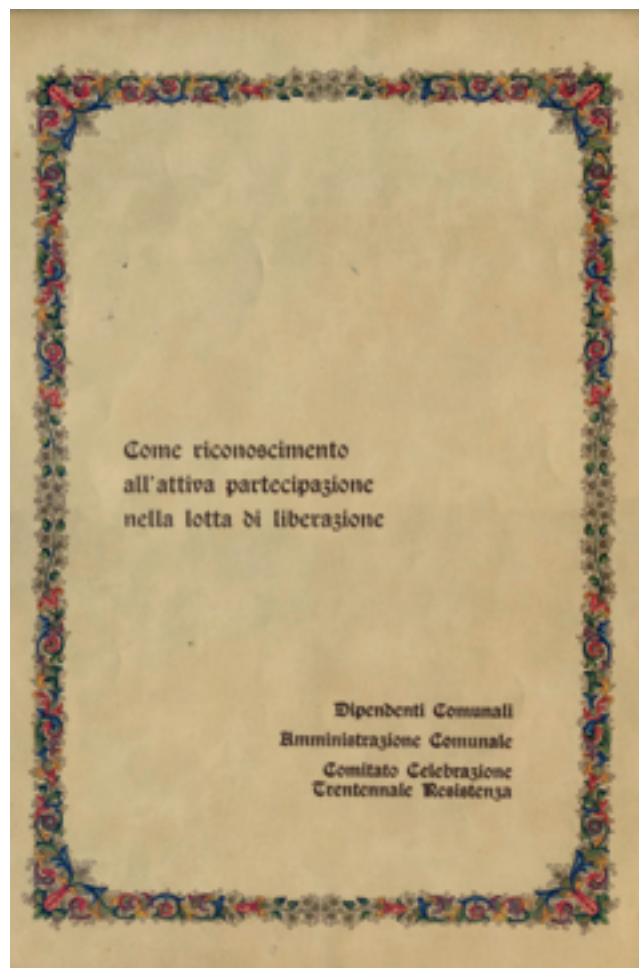 Come riconoscimento
all'attiva partecipazione
nella lotta di liberazione
Dipendenti Comunali
Amministrazione Comunale
Comitato Celebrazione
Trentennale Resistenza